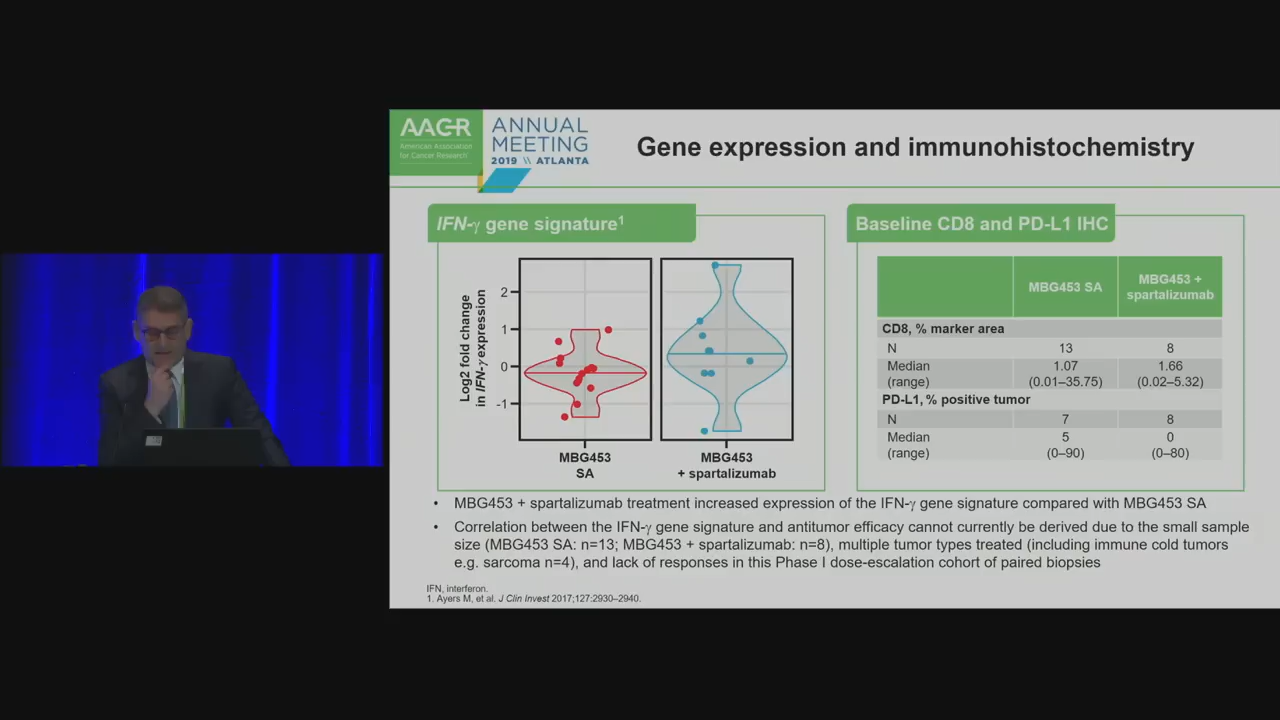 AACR
American Association
for Cancer Research
ANNUAL
MEETING
2019 \\ ATLANTA
Gene expression and immunohistochemistry
IFN-γ gene signature1
Log2 fold change
in IFN-γ expression
2
1
0
-1
MBG453
SA
MBG453
+ spartalizumab
Baseline CD8 and PD-L1 IHC
MBG453 SA
MBG453 +
spartalizumab
CD8, % marker area
N 13 8
Median 1.07 1.66
(range) (0.01–35.75) (0.02–5.32)
PD-L1, % positive tumor
N 7 8
Median 5 0
(range) (0–90) (0–80)
• MBG453 + spartalizumab treatment increased expression of the IFN-γ gene signature compared with MBG453 SA
• Correlation between the IFN-γ gene signature and antitumor efficacy cannot currently be derived due to the small sample
size (MBG453 SA: n=13; MBG453 + spartalizumab: n=8), multiple tumor types treated (including immune cold tumors
e.g. sarcoma n=4), and lack of responses in this Phase I dose-escalation cohort of paired biopsies
IFN, interferon.
1. Ayers M, et al. J Clin Invest 2017;127:2930–2940.